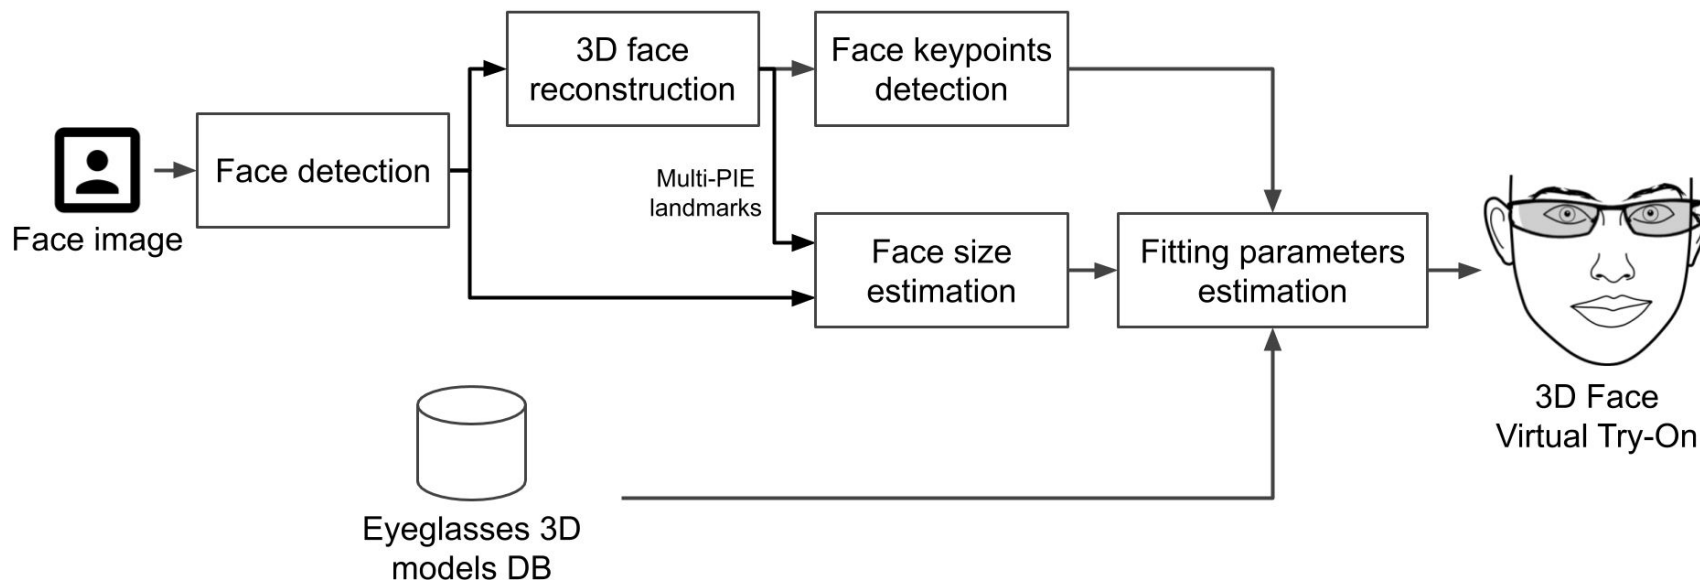 Face image
Face detection
3D face
reconstruction
Face keypoints
detection
Multi-PIE
landmarks
Face size
estimation
Fitting parameters
estimation
3D Face
Virtual Try-On
Eyeglasses 3D
models DB